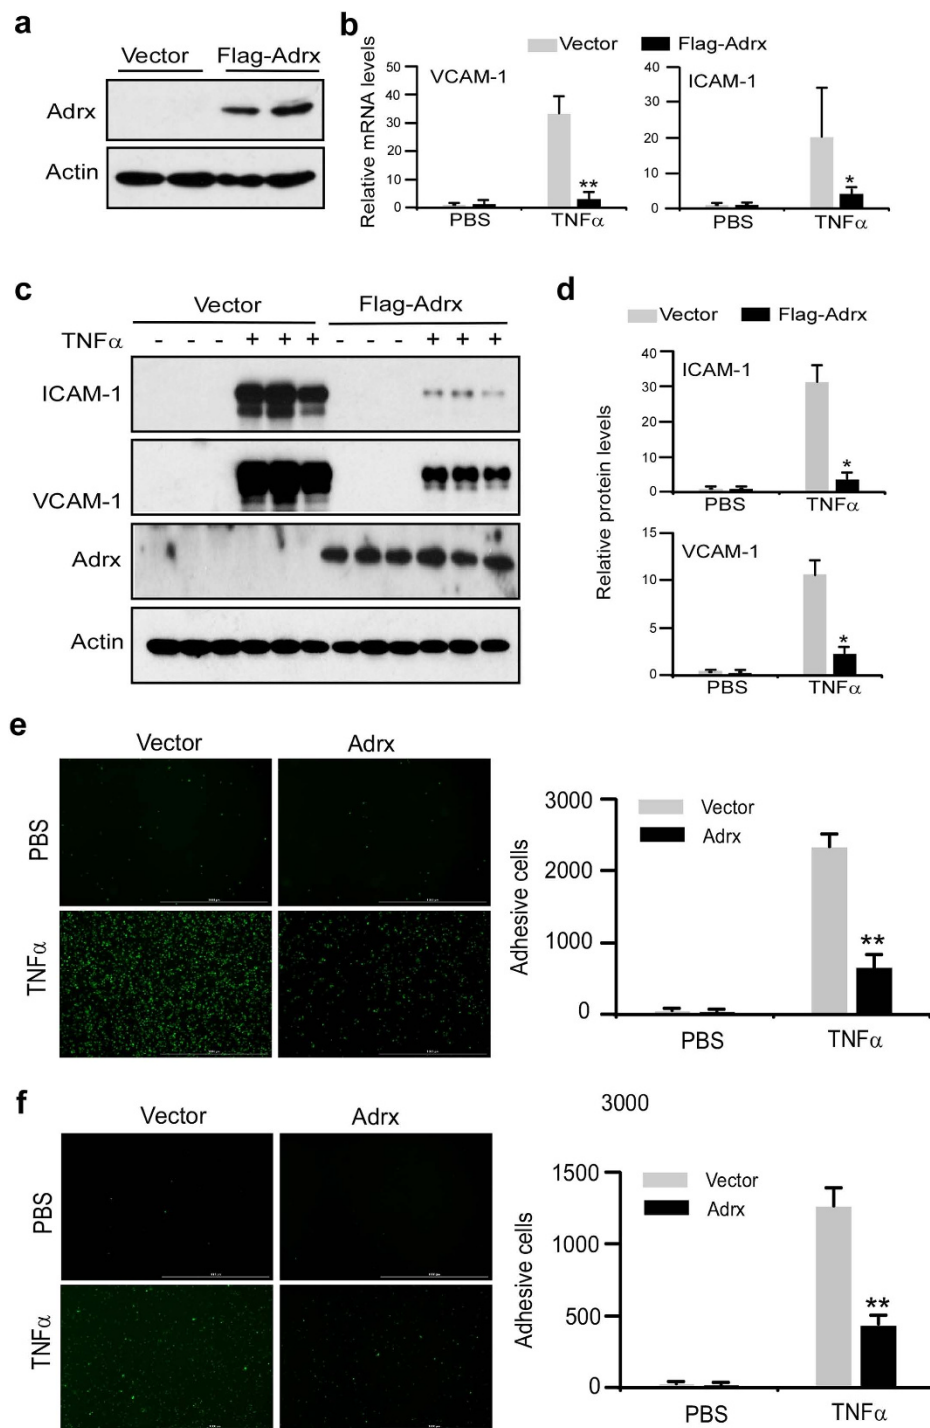 a
Vector Flag-Adrx
Adrx
Actin
b
Vector Flag-Adrx
Relative mRNA levels
VCAM-1
50
40
30
20
10
0
PBS TNFα
**
ICAM-1
40
30
20
10
0
PBS TNFα
*
c
Vector Flag-Adrx
TNFα - - - + + + - - - + + +
ICAM-1
VCAM-1
Adrx
Actin
d
Vector Flag-Adrx
Relative protein levels
ICAM-1
40
30
20
10
0
PBS TNFα
*
VCAM-1
15
10
5
0
PBS TNFα
*
e
Vector Adrx
PBS
TNFα
Adhesive cells
3000
2000
1000
0
Vector
Adrx
**
PBS TNFα
f
Vector Adrx
PBS
TNFα
3000
Adhesive cells
1500
1000
500
0
Vector
Adrx
**
PBS TNFα